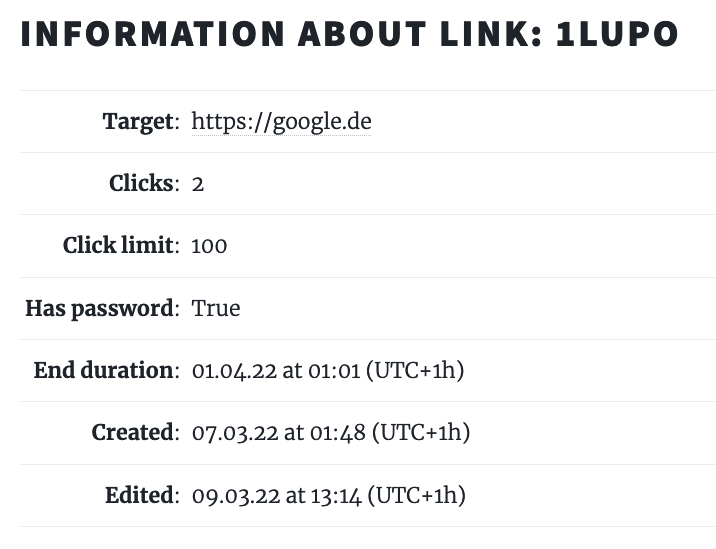 INFORMATION ABOUT LINK: 1LUPO
Target: https://google.de
Clicks: 2
Click limit: 100
Has password: True
End duration: 01.04.22 at 01:01 (UTC+1h)
Created: 07.03.22 at 01:48 (UTC+1h)
Edited: 09.03.22 at 13:14 (UTC+1h)